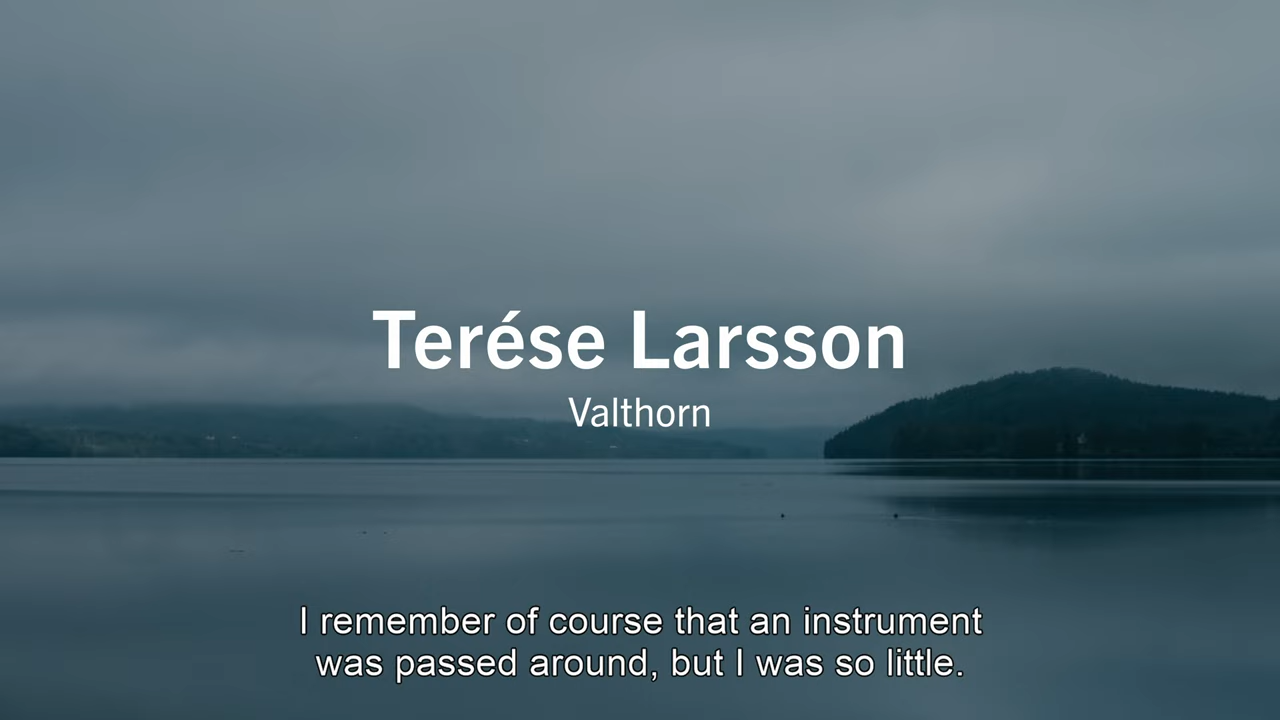 Terése Larsson
Valthorn
I remember of course that an instrument
was passed around, but I was so little.